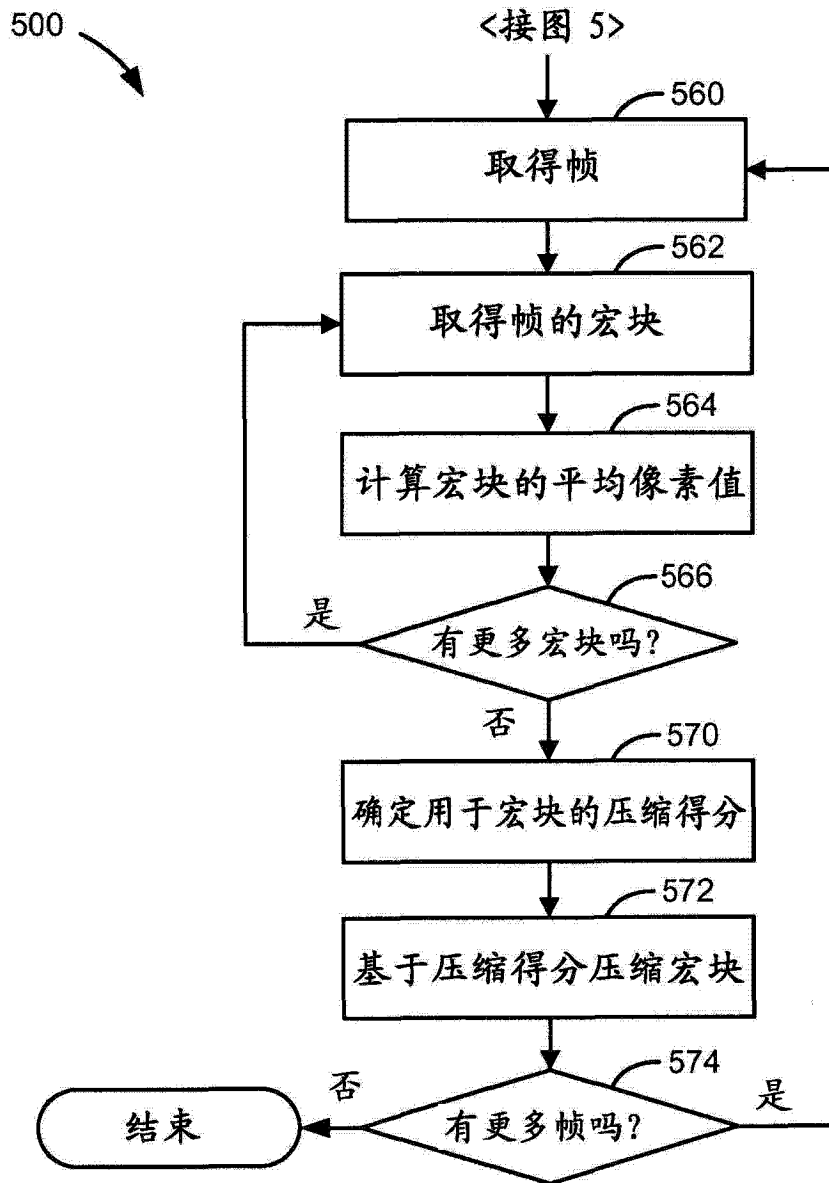 500
<接图 5>
560
取得帧
562
取得帧的宏块
564
计算宏块的平均像素值
566
是
有更多宏块吗?
否
570
确定用于宏块的压缩得分
572
基于压缩得分压缩宏块
574
否
是
结束
有更多帧吗?